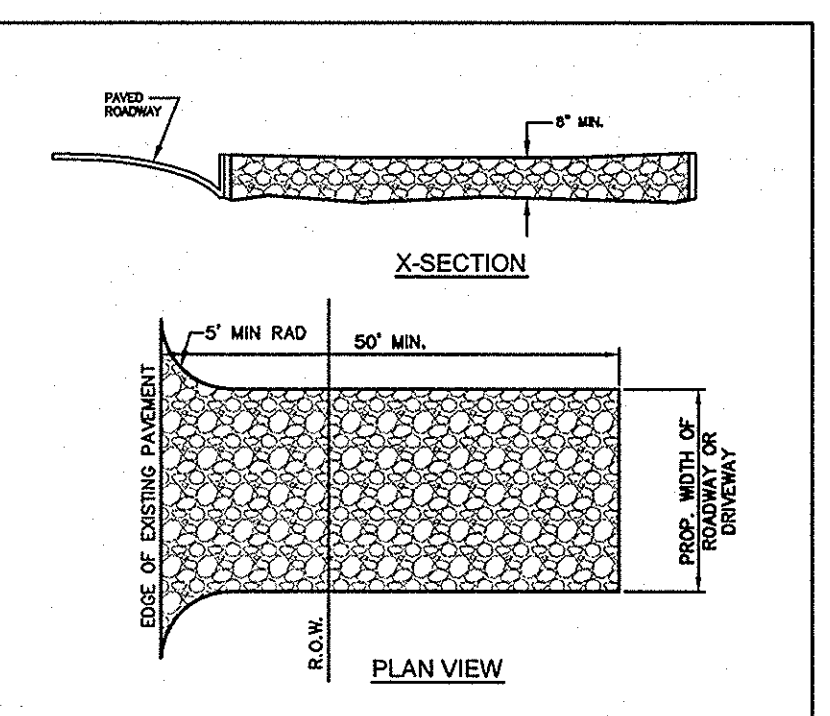 PAVED
ROADWAY
8" MIN.
X-SECTION
5' MIN RAD
50' MIN.
EDGE OF EXISTING PAVEMENT
R.O.W.
PROP. WIDTH OF
ROADWAY OR
DRIVEWAY
PLAN VIEW